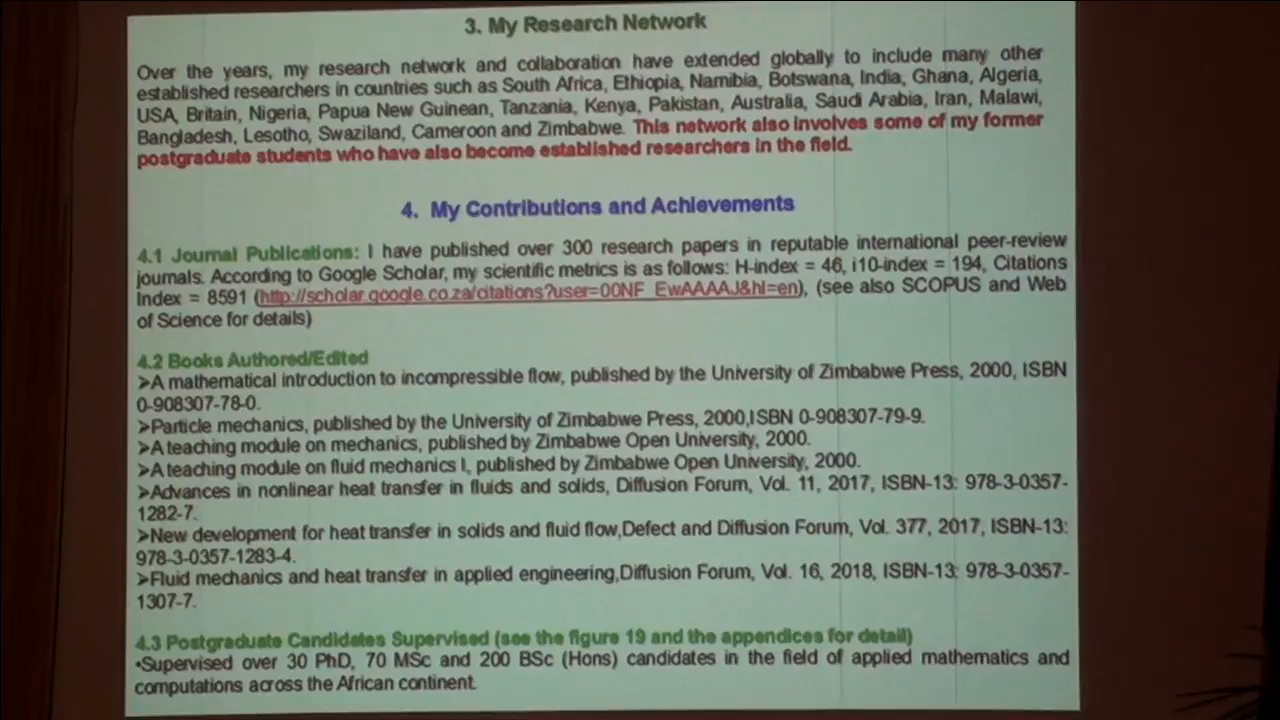 3. My Research Network
Over the years, my research network and collaboration have extended globally to include many other
established researchers in countries such as South Africa, Ethiopia, Namibia, Botswana, India, Ghana, Algeria,
USA, Britain, Nigeria, Papua New Guinean, Tanzania, Kenya, Pakistan, Australia, Saudi Arabia, Iran, Malawi,
Bangladesh, Lesotho, Swaziland, Cameroon and Zimbabwe. This network also involves some of my former
postgraduate students who have also become established researchers in the field.
4. My Contributions and Achievements
4.1 Journal Publications: I have published over 300 research papers in reputable international peer-review
journals. According to Google Scholar, my scientific metrics is as follows: H-index = 46, i10-index = 194, Citations
Index = 8591 (http://scholar.google.co.za/citations?user=00NF_EwAAAAJ&hl=en), (see also SCOPUS and Web
of Science for details)
4.2 Books Authored/Edited
➢A mathematical introduction to incompressible flow, published by the University of Zimbabwe Press, 2000, ISBN
0-908307-78-0.
➢Particle mechanics, published by the University of Zimbabwe Press, 2000,ISBN 0-908307-79-9.
➢A teaching module on mechanics, published by Zimbabwe Open University, 2000.
➢A teaching module on fluid mechanics I, published by Zimbabwe Open University, 2000.
➢Advances in nonlinear heat transfer in fluids and solids, Diffusion Forum, Vol. 11, 2017, ISBN-13: 978-3-0357-
1282-7.
➢New development for heat transfer in solids and fluid flow,Defect and Diffusion Forum, Vol. 377, 2017, ISBN-13:
978-3-0357-1283-4.
➢Fluid mechanics and heat transfer in applied engineering,Diffusion Forum, Vol. 16, 2018, ISBN-13: 978-3-0357-
1307-7.
4.3 Postgraduate Candidates Supervised (see the figure 19 and the appendices for detail)
•Supervised over 30 PhD, 70 MSc and 200 BSc (Hons) candidates in the field of applied mathematics and
computations across the African continent.